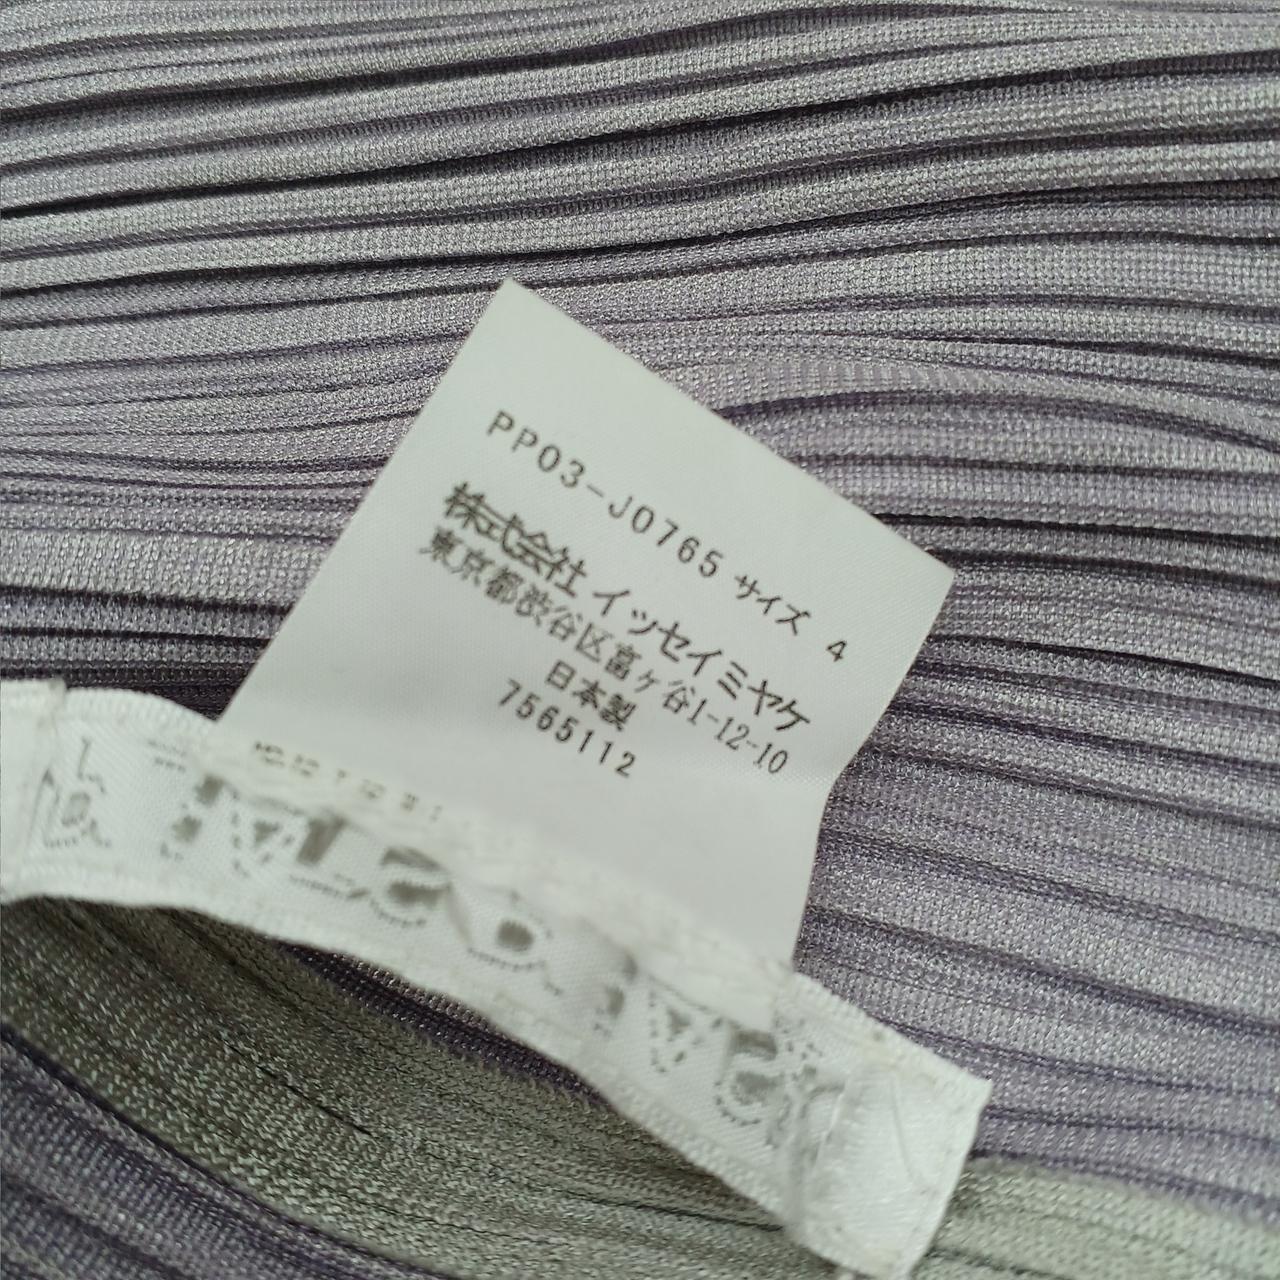 PP03-J0765 サイズ 4
株式会社 イッセイミヤケ
東京都渋谷区富ヶ谷1-12-10
日本製
7565112